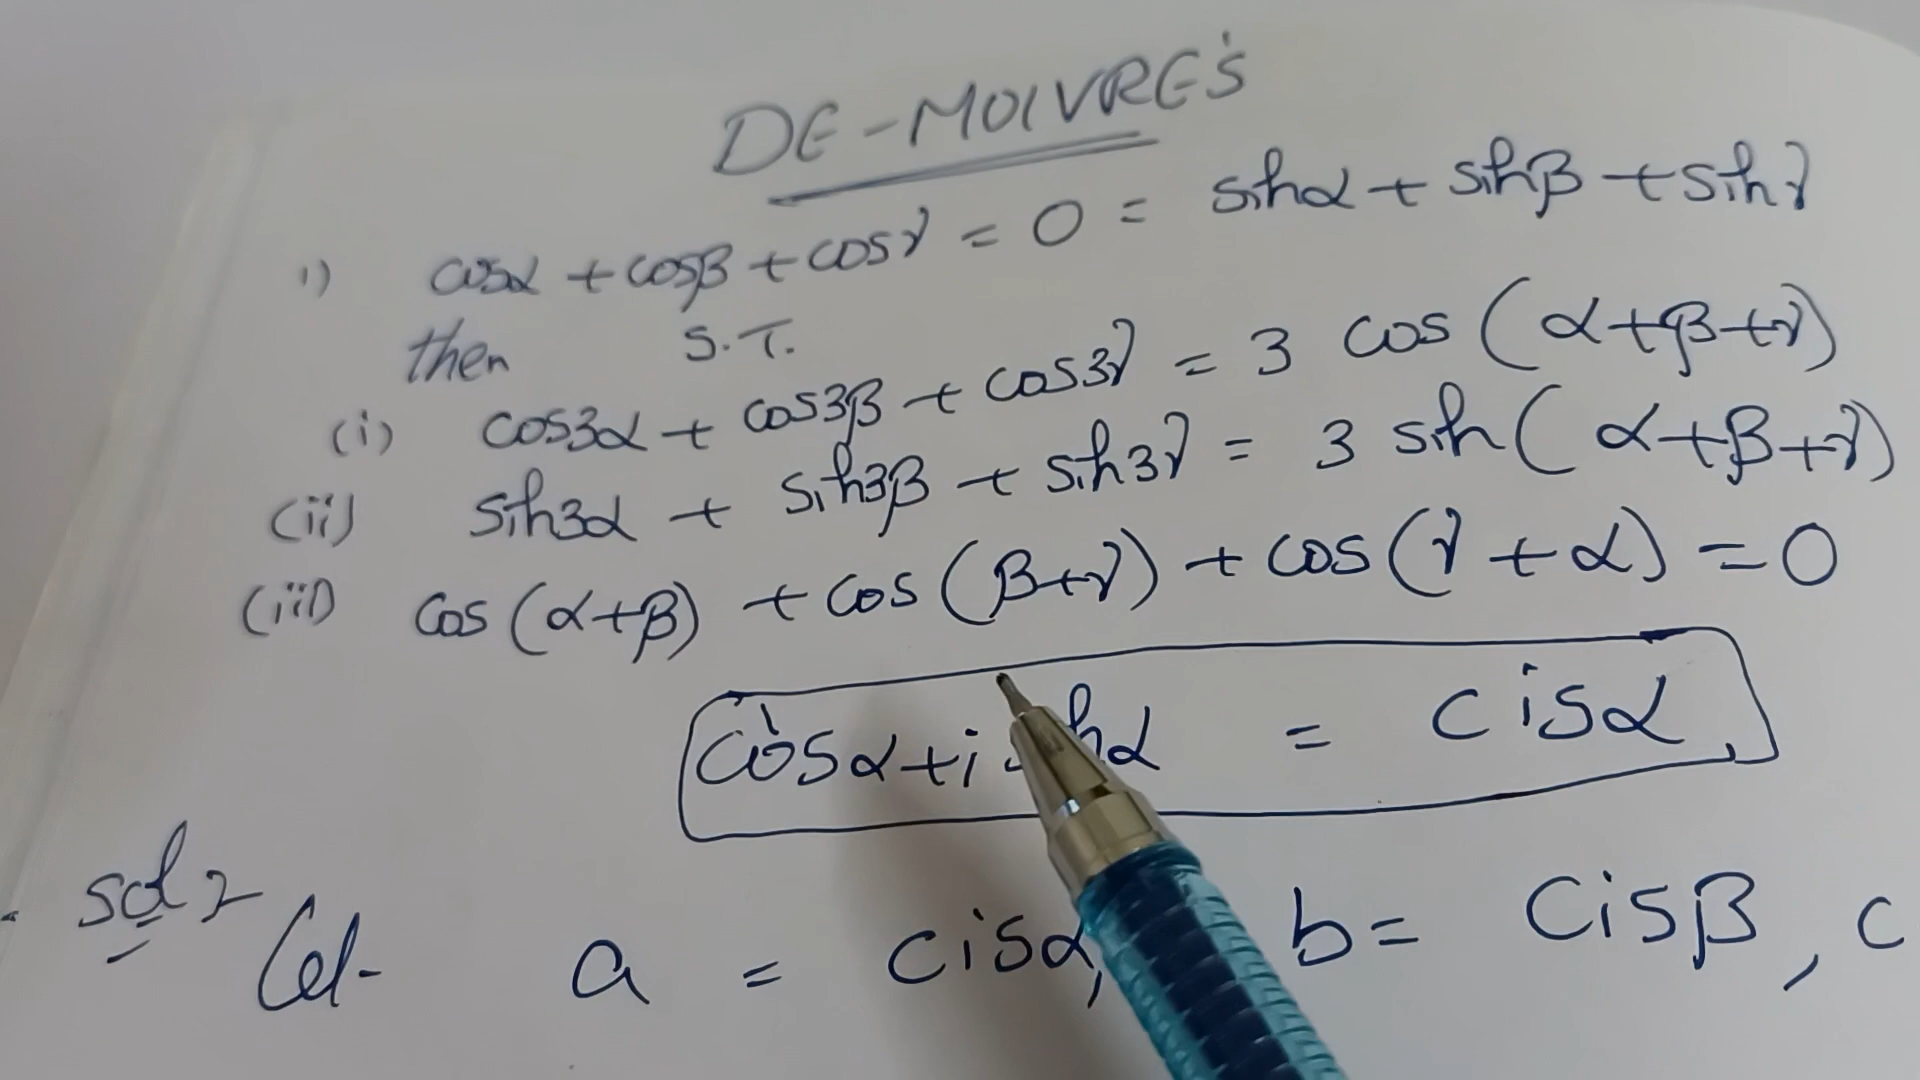 DE-MOIVRE'S
1) cosα + cosβ + cosγ = 0 = sinα + sinβ + sinγ
then S.T.
(i) cos3α + cos3β + cos3γ = 3 cos (α+β+γ)
(ii) sin3α + sin3β + sin3γ = 3 sin (α+β+γ)
(iii) cos (α+β) + cos (β+γ) + cos (γ + α) = 0
cosα + i α = cisα
sol
Let a = cisα, b = Cisβ, c